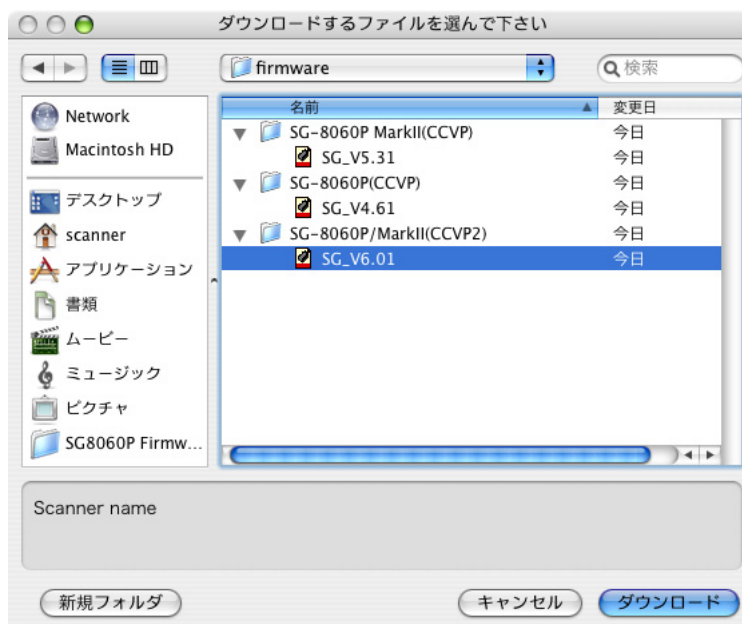 ダウンロードするファイルを選んで下さい
firmware
検索
Network
Macintosh HD
デスクトップ
scanner
アプリケーション
書類
ムービー
ミュージック
ピクチャ
SG8060P Firmw...
名前 変更日
SG-8060P MarkII(CCVP) 今日
SG_V5.31 今日
SG-8060P(CCVP) 今日
SG_V4.61 今日
SG-8060P/MarkII(CCVP2) 今日
SG_V6.01 今日
Scanner name
新規フォルダ キャンセル ダウンロード